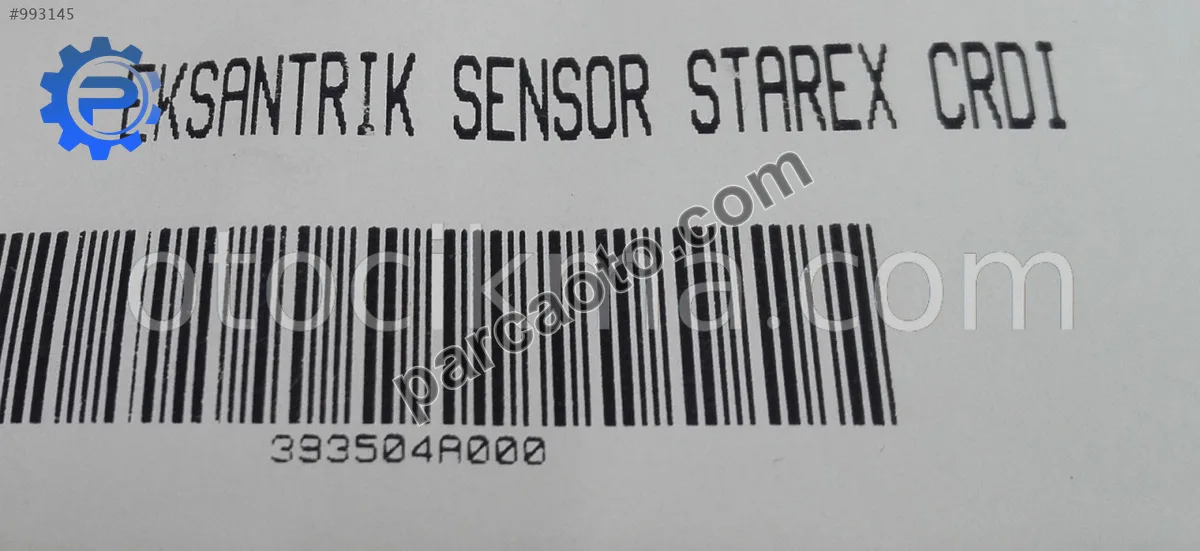 #993145
EKSANTRIK SENSOR STAREX CRDI
otocikma.com
parcaoto.com
393504A000